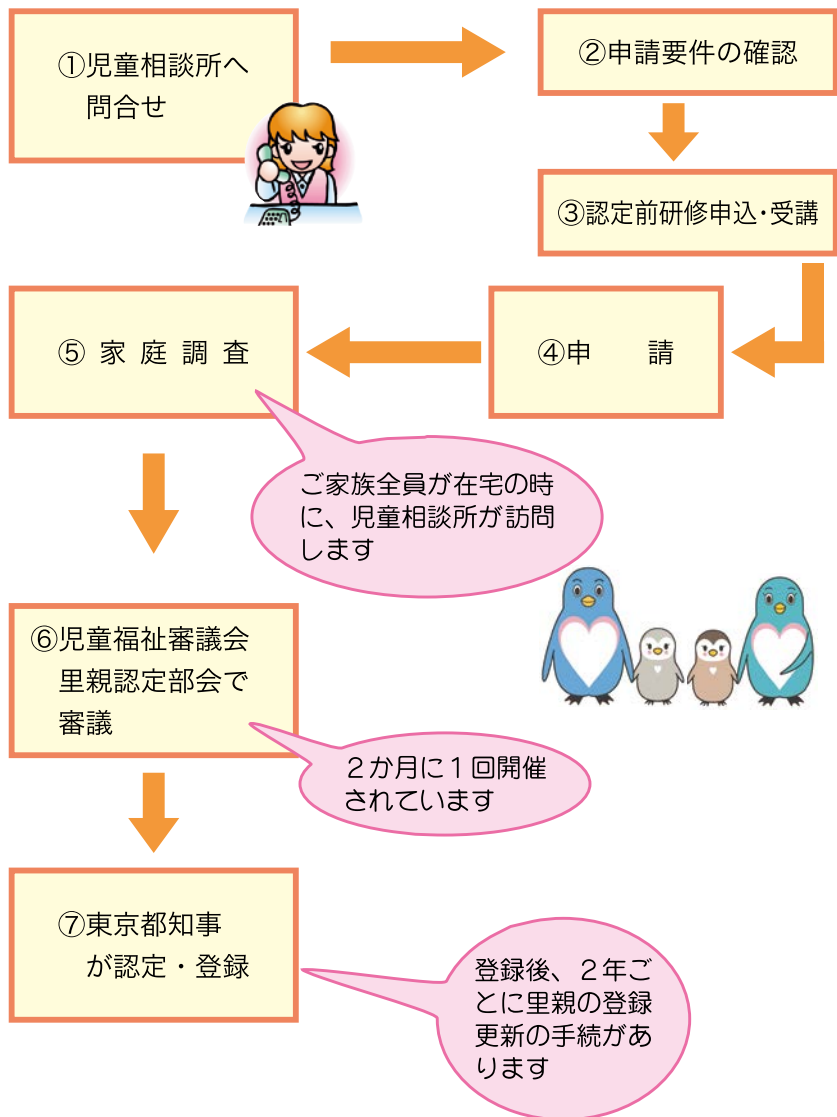 ①児童相談所へ
問合せ
②申請要件の確認
③認定前研修申込・受講
④申　　請
⑤ 家 庭 調 査
ご家族全員が在宅の時
に、児童相談所が訪問
します
⑥児童福祉審議会
里親認定部会で
審議
２か月に１回開催
されています
⑦東京都知事
が認定・登録
登録後、２年ご
とに里親の登録
更新の手続があ
ります